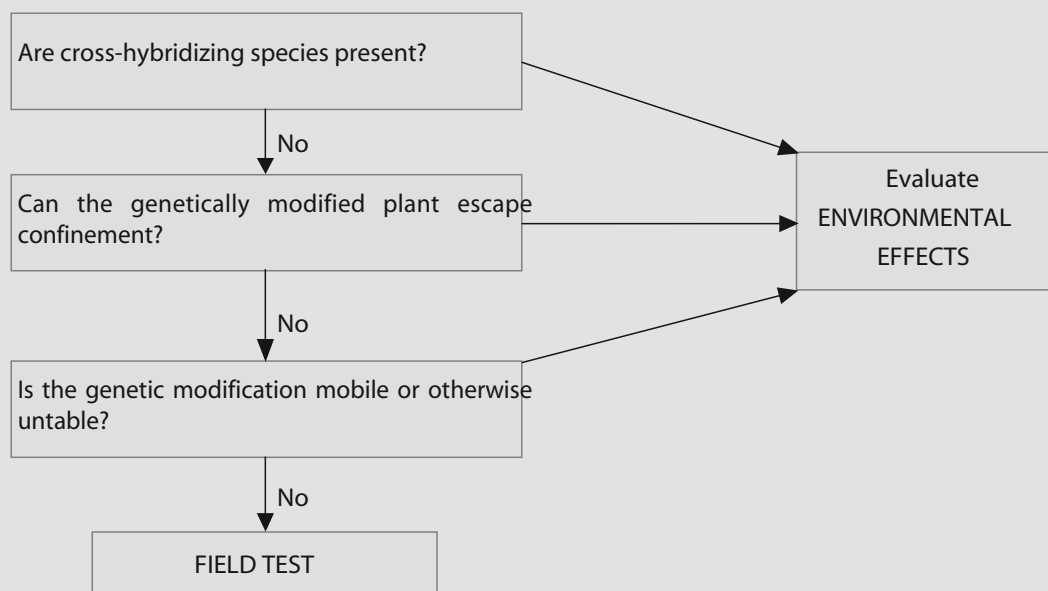 Are cross-hybridizing species present?
No
Can the genetically modified plant escape
confinement?
Evaluate
ENVIRONMENTAL
EFFECTS
No
Is the genetic modification mobile or otherwise
untable?
No
FIELD TEST